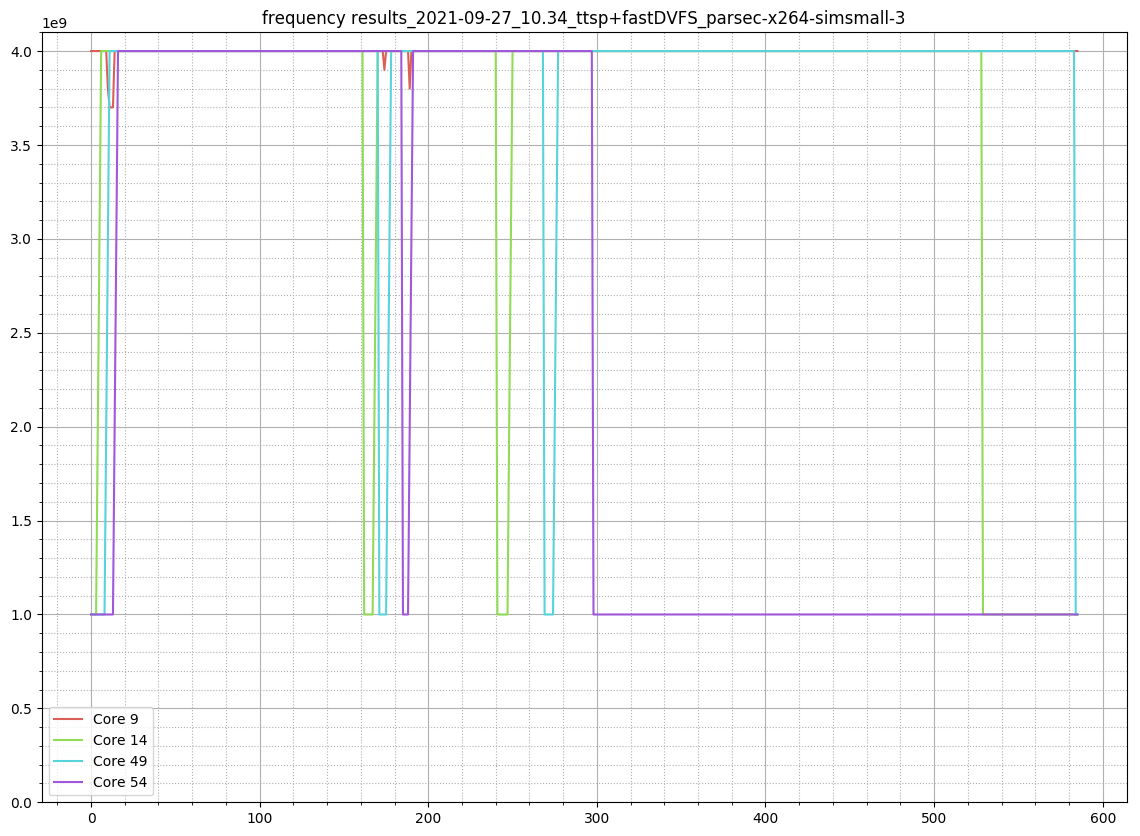 frequency results_2021-09-27_10.34_ttsp+fastDVFS_parsec-x264-simsmall-3
1e9
4.0
3.5
3.0
2.5
2.0
1.5
1.0
0.5
0.0
Core 9
Core 14
Core 49
Core 54
0 100 200 300 400 500 600